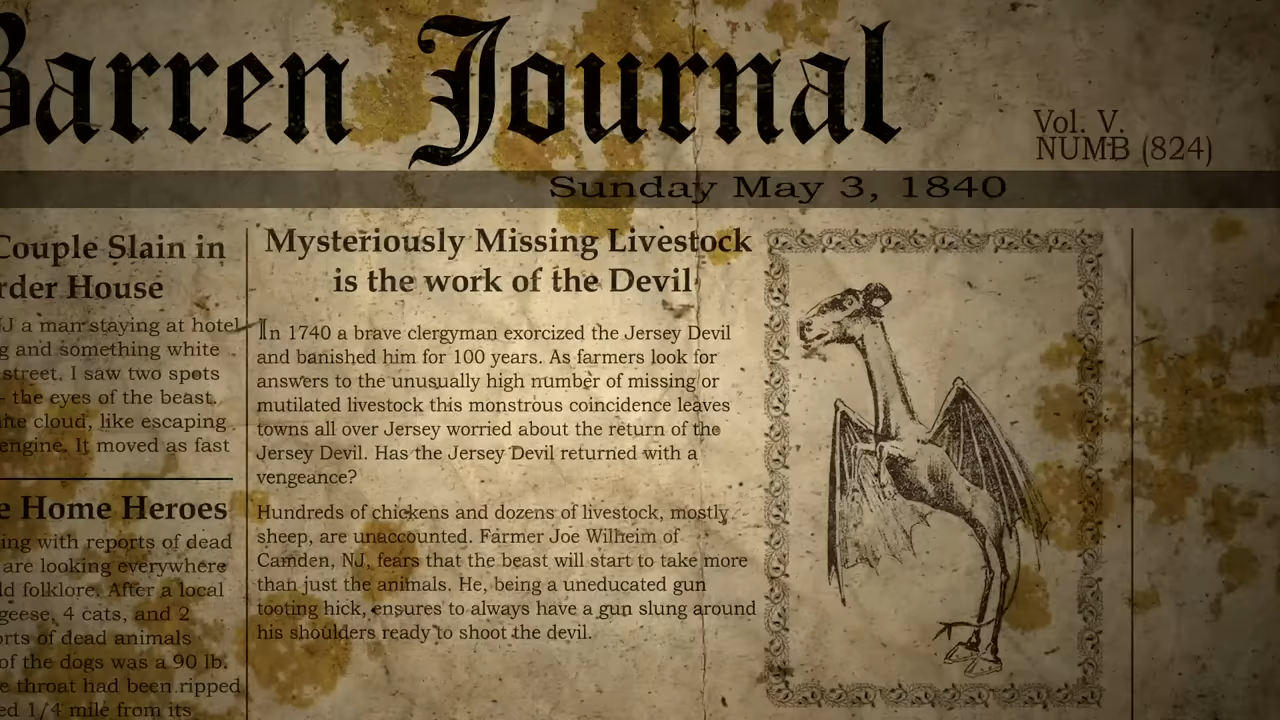 Barren Journal
Vol. V.
NUMB (824)
Sunday May 3, 1840
Couple Slain in
rder House
NJ a man staying at hotel
g and something white
street. I saw two spots
- the eyes of the beast.
cloud, like escaping
engine. It moved as fast
e Home Heroes
ing with reports of dead
are looking everywhere
ld folklore. After a local
geese, 4 cats, and 2
orts of dead animals
of the dogs was a 90 lb.
e throat had been ripped
ed 1/4 mile from its
Mysteriously Missing Livestock
is the work of the Devil
In 1740 a brave clergyman exorcized the Jersey Devil
and banished him for 100 years. As farmers look for
answers to the unusually high number of missing or
mutilated livestock this monstrous coincidence leaves
towns all over Jersey worried about the return of the
Jersey Devil. Has the Jersey Devil returned with a
vengeance?
Hundreds of chickens and dozens of livestock, mostly
sheep, are unaccounted. Farmer Joe Wilheim of
Camden, NJ, fears that the beast will start to take more
than just the animals. He, being a uneducated gun
tooting hick, ensures to always have a gun slung around
his shoulders ready to shoot the devil.